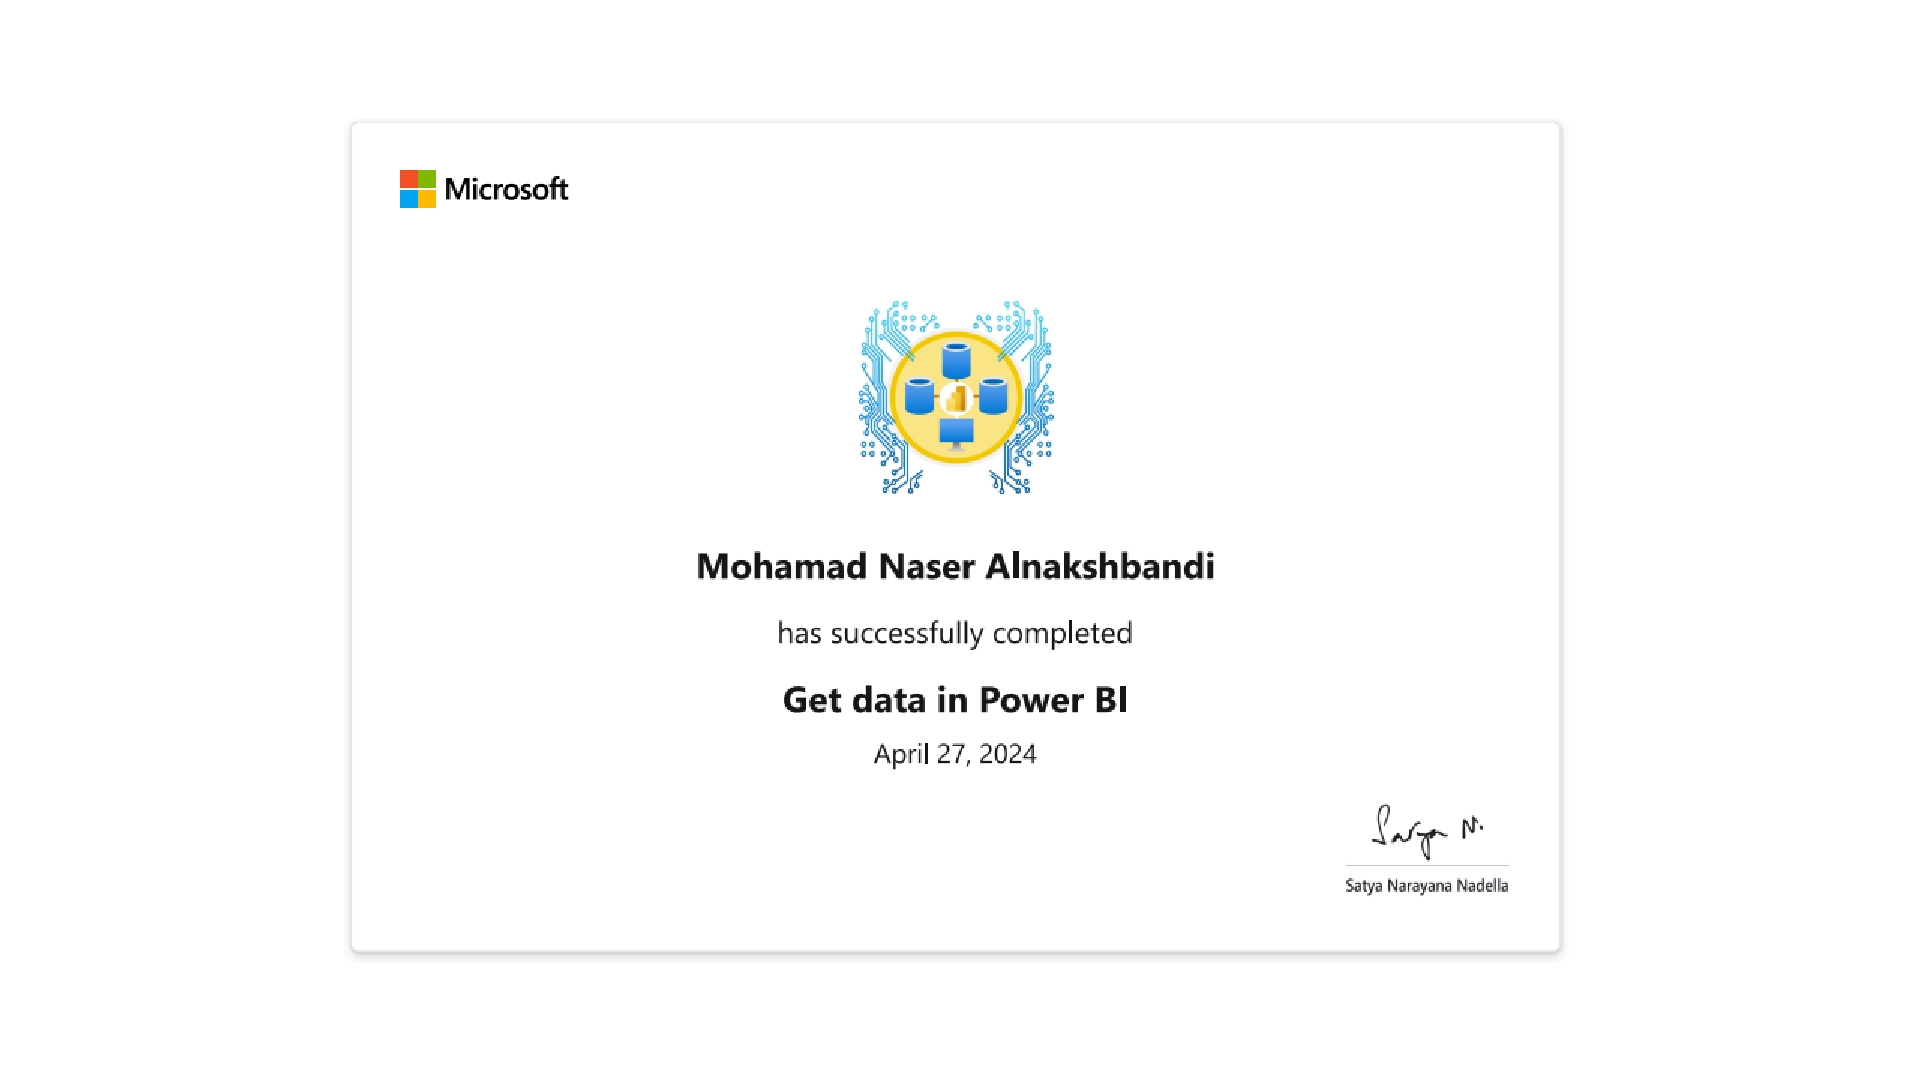 Microsoft
Mohamad Naser Alnakshbandi
has successfully completed
Get data in Power BI
April 27, 2024
Satya N.
Satya Narayana Nadella